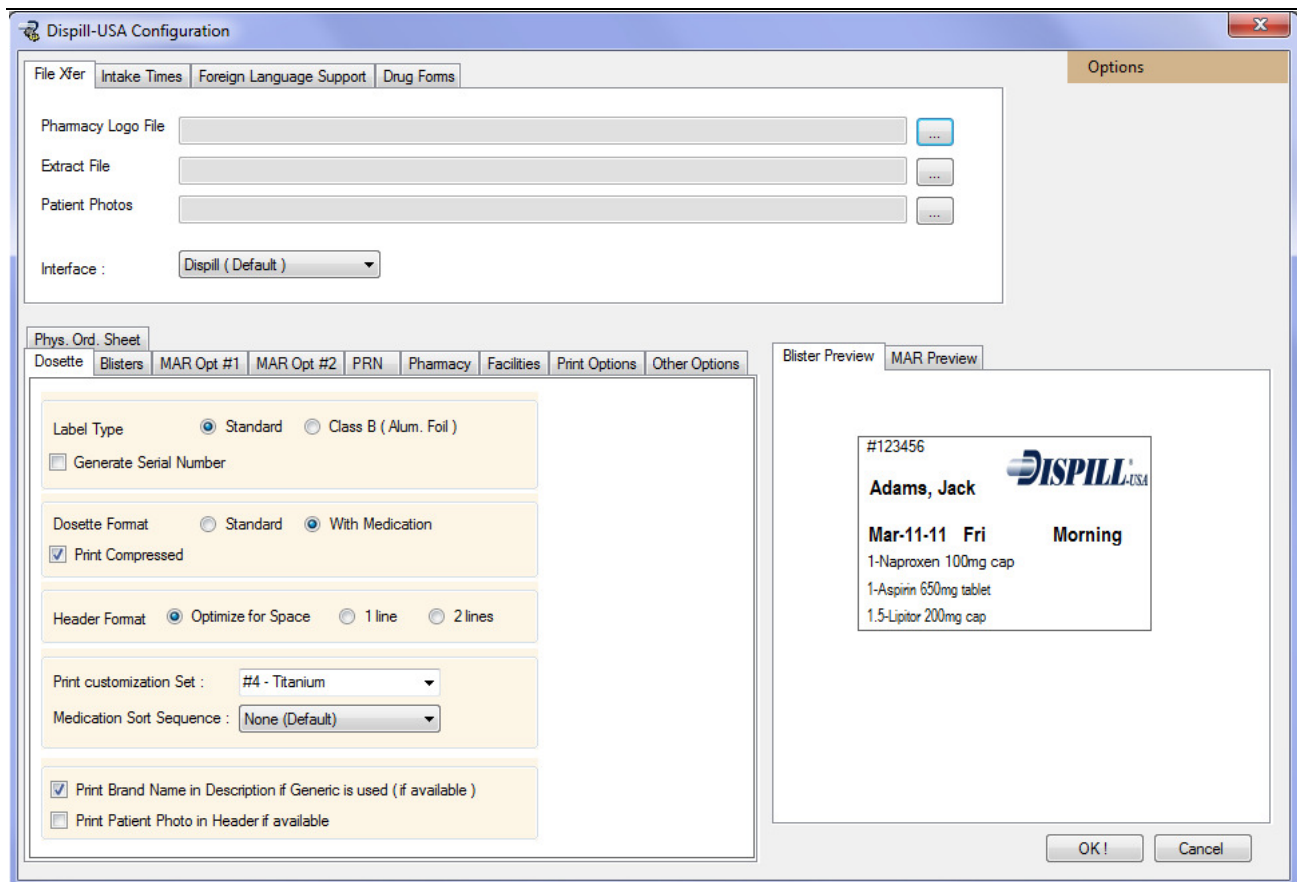 Dispill-USA Configuration
x
Options
File Xfer Intake Times Foreign Language Support Drug Forms
Pharmacy Logo File ...
Extract File ...
Patient Photos ...
Interface : Dispill ( Default )
Phys. Ord. Sheet
Dosette Blisters MAR Opt #1 MAR Opt #2 PRN Pharmacy Facilities Print Options Other Options
Label Type Standard Class B ( Alum. Foil )
Generate Serial Number
Dosette Format Standard With Medication
Print Compressed
Header Format Optimize for Space 1 line 2 lines
Print customization Set : #4 - Titanium
Medication Sort Sequence : None (Default)
Print Brand Name in Description if Generic is used ( if available )
Print Patient Photo in Header if available
Blister Preview MAR Preview
#123456
DISPILL®-USA
Adams, Jack
Mar-11-11 Fri Morning
1-Naproxen 100mg cap
1-Aspirin 650mg tablet
1.5-Lipitor 200mg cap
OK ! Cancel